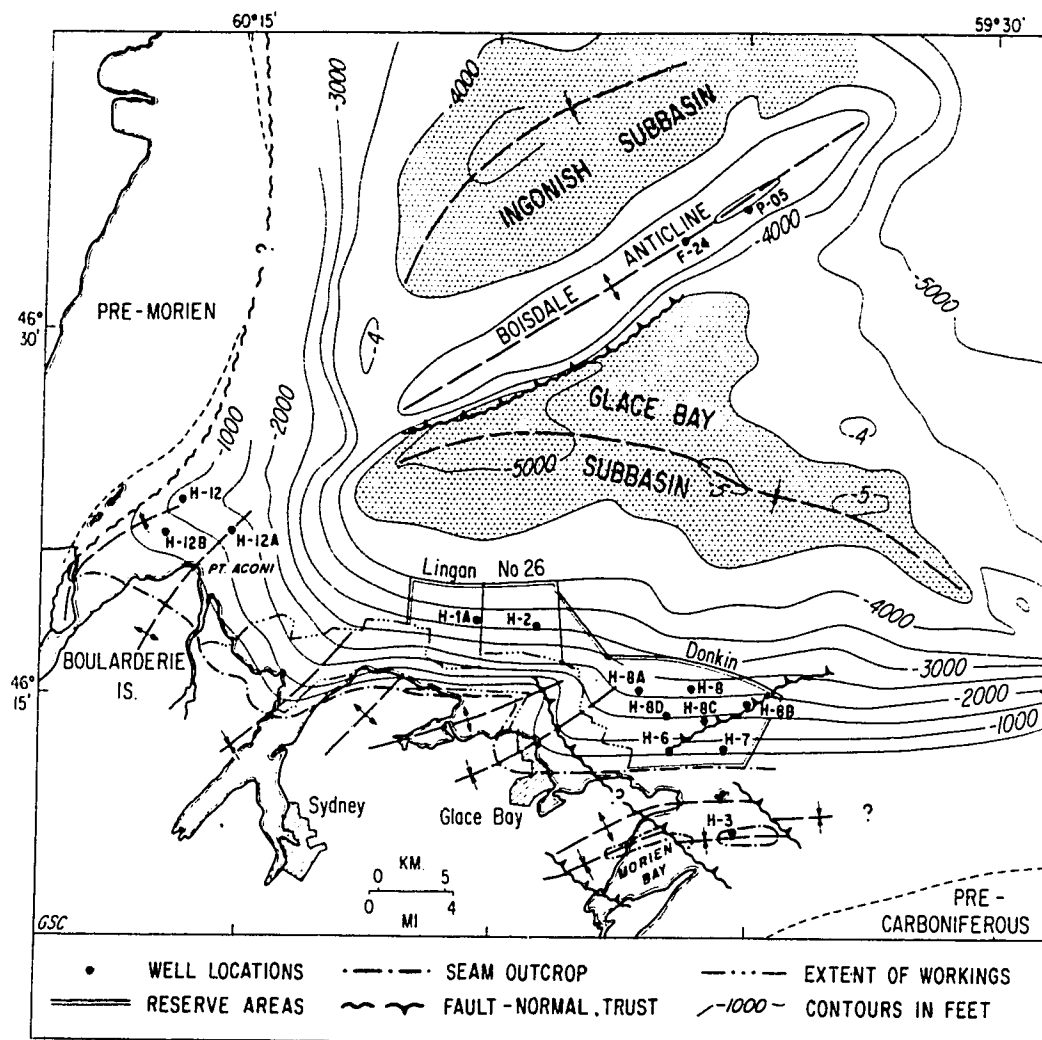 60° 15'
59° 30'
-3000
-4000
INGONISH SUBBASIN
?
P-05
F-24
-4000
BOISDALE ANTICLINE
-5000
PRE-MORIEN
46°
30'
-4
GLACE BAY
SUBBASIN
-4
-1000
-2000
-5000
-5
-5
H-12
H-12B
H-12A
PT. ACONI
Lingan No 26
H-1A
H-2
-4000
BOULARDERIE
IS.
46°
15'
Donkin
-3000
H-8A
H-8
-2000
H-8D
H-8C
H-8B
-1000
H-6
H-7
Sydney
Glace Bay
?
H-3
?
MORIEN
BAY
KM.
0 5
0 4
MI
PRE-
CARBONIFEROUS
GSC
WELL LOCATIONS
SEAM OUTCROP
EXTENT OF WORKINGS
RESERVE AREAS
FAULT-NORMAL, TRUST
-1000 CONTOURS IN FEET